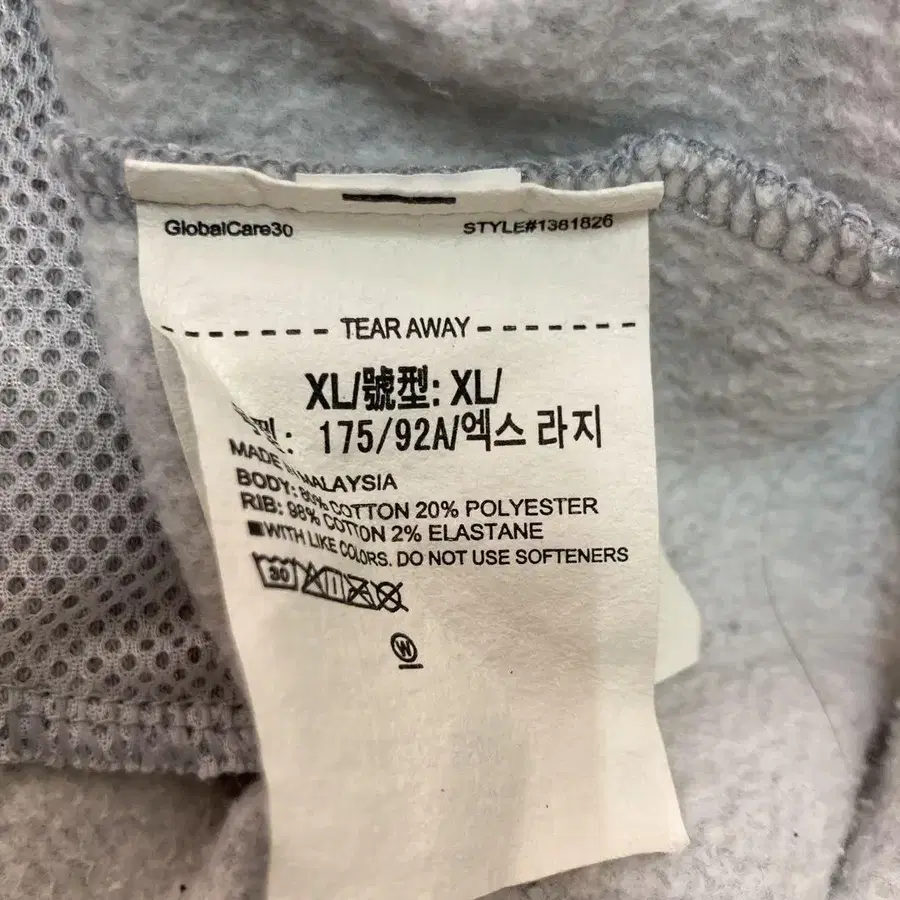 GlobalCare30 STYLE#1381826
TEAR AWAY
XL/號型: XL/
: 175/92A/엑스 라지
MADE IN MALAYSIA
BODY: 80% COTTON 20% POLYESTER
RIB: 98% COTTON 2% ELASTANE
WITH LIKE COLORS. DO NOT USE SOFTENERS
30
W